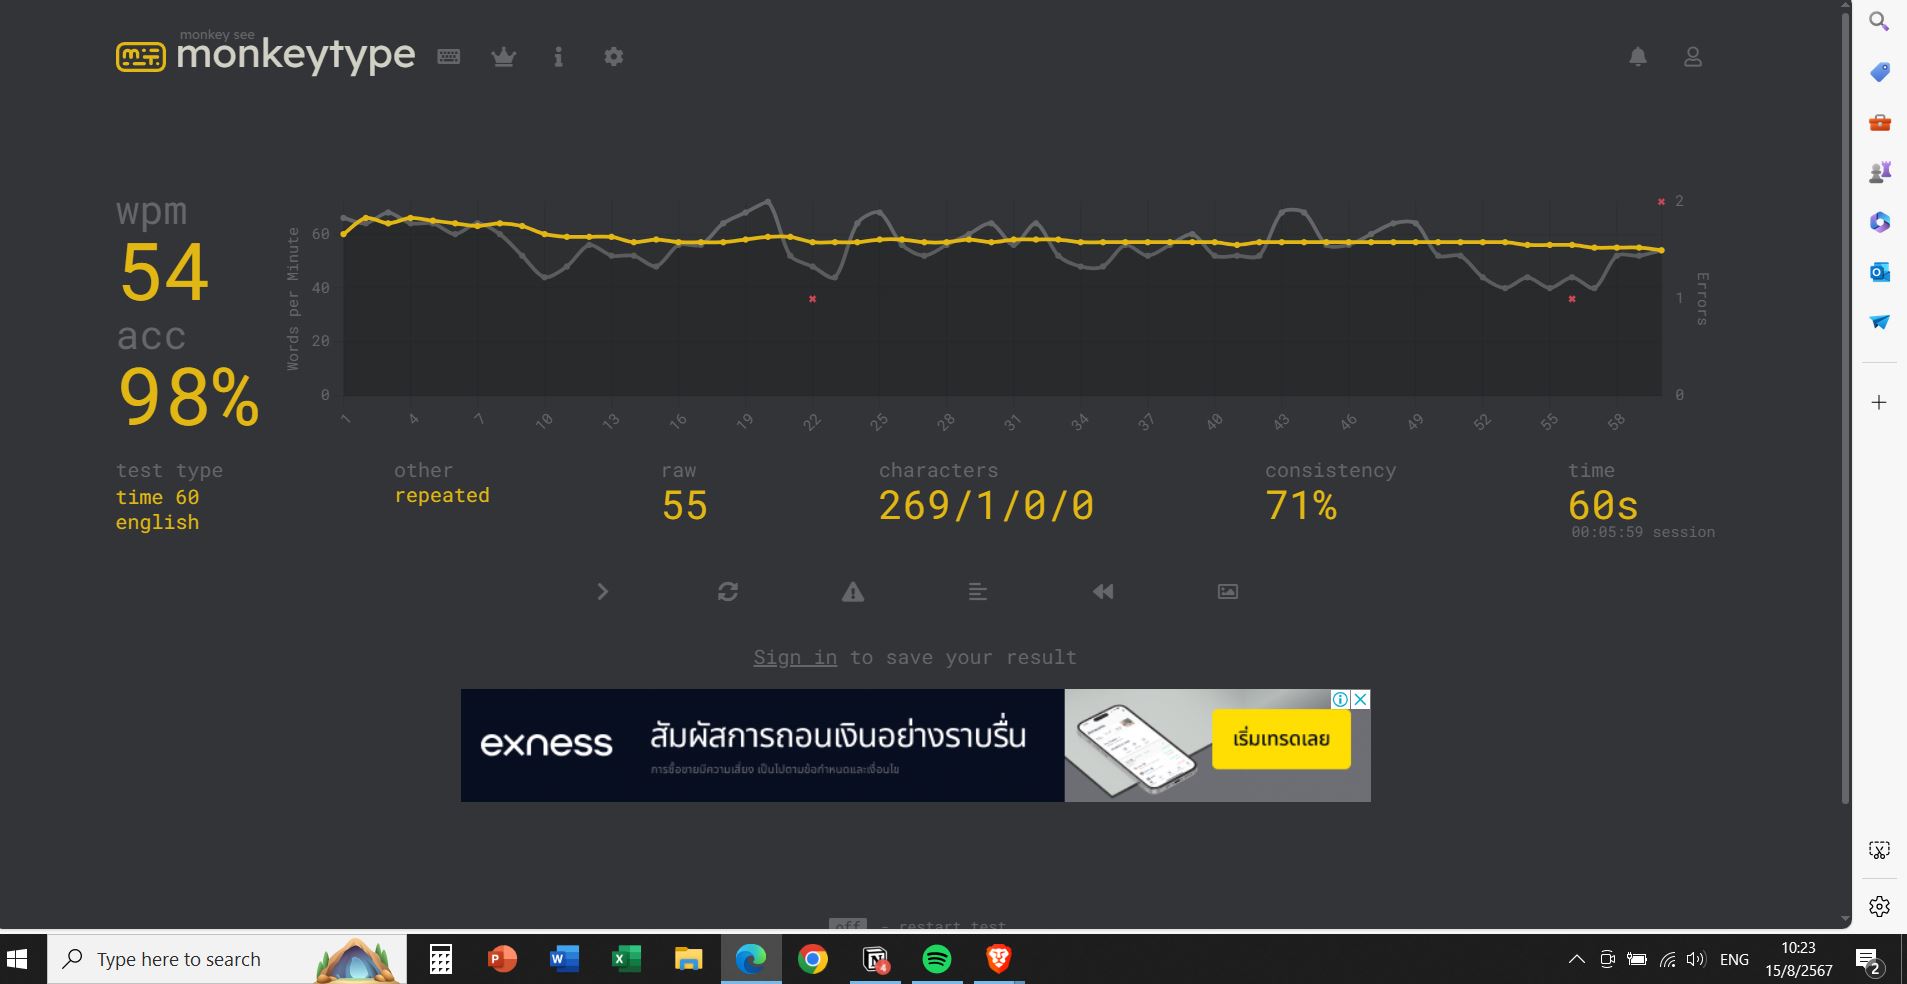 monkey see
monkeytype
wpm
54
acc
98%
Words per Minute
60
40
20
0
2
1
0
Errors
1 4 7 10 13 16 19 22 25 28 31 34 37 40 43 46 49 52 55 58
test type
time 60
english
other
repeated
raw
55
characters
269/1/0/0
consistency
71%
time
60s
00:05:59 session
Sign in to save your result
exness
สัมผัสการถอนเงินอย่างราบรื่น
การซื้อขายมีความเสี่ยง เป็นไปตามข้อกำหนดและเงื่อนไข
เริ่มเทรดเลย
off - restart test
Type here to search
ENG
10:23
15/8/2567
4
2